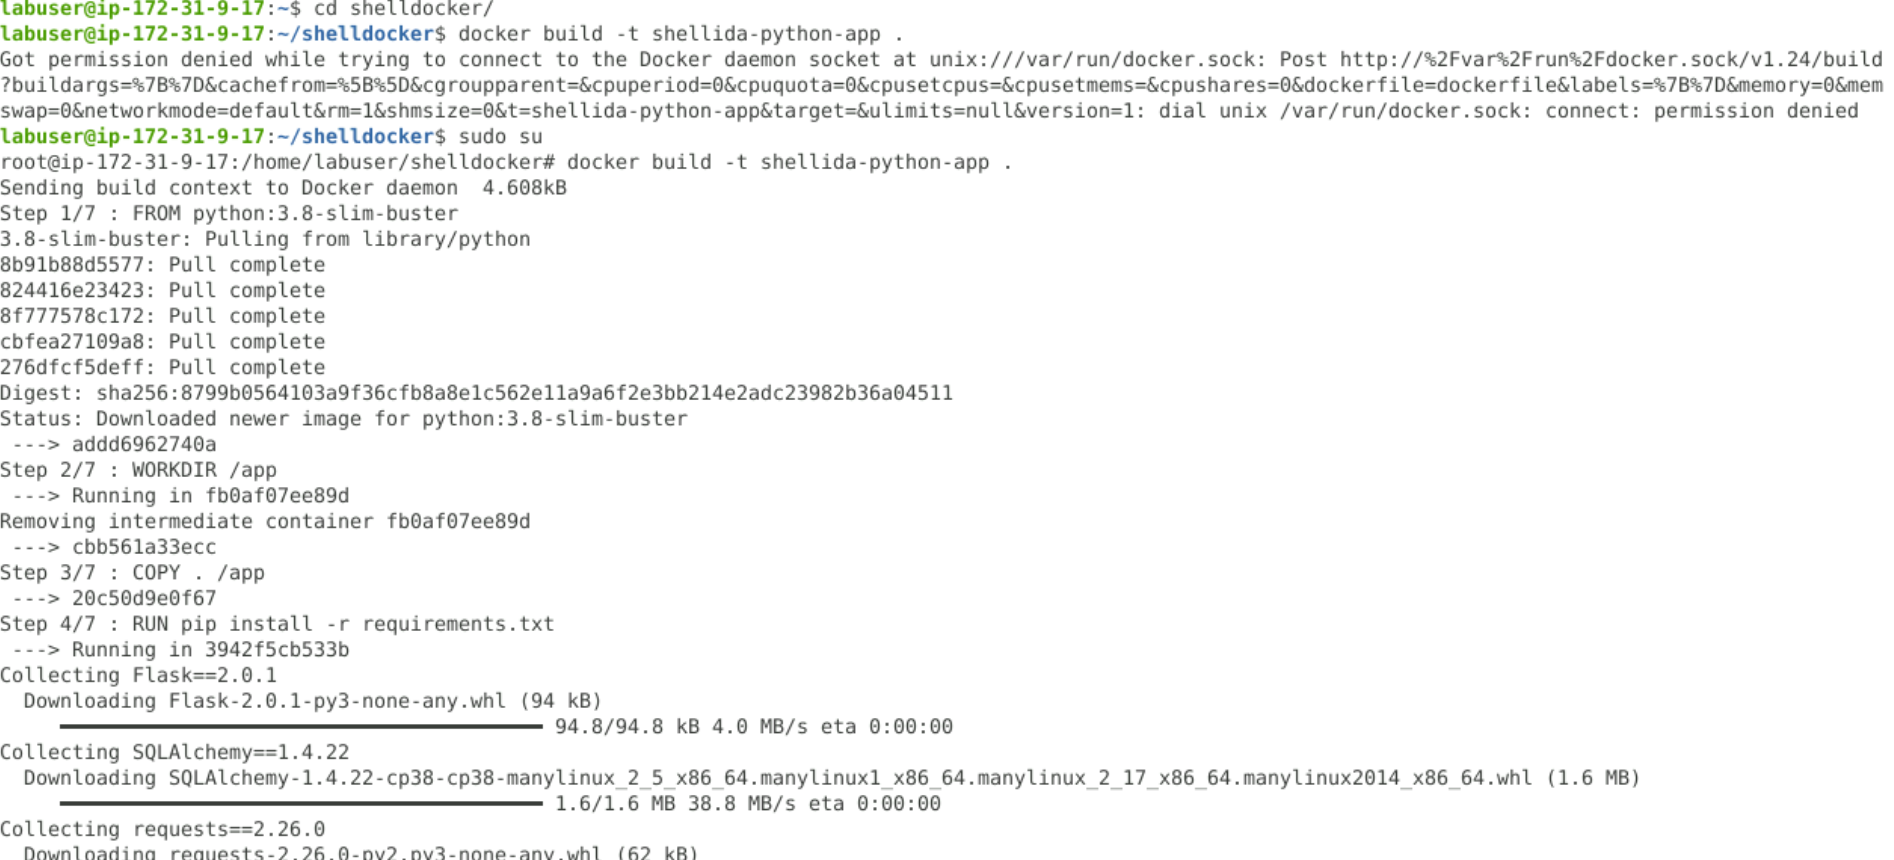 labuser@ip-172-31-9-17:~$ cd shelldocker/
labuser@ip-172-31-9-17:~/shelldocker$ docker build -t shellida-python-app .
Got permission denied while trying to connect to the Docker daemon socket at unix:///var/run/docker.sock: Post http://%2Fvar%2Frun%2Fdocker.sock/v1.24/build
?buildargs=%7B%7D&cachefrom=%5B%5D&cgroupparent=&cpuperiod=0&cpuquota=0&cpusetcpus=&cpusetmems=&cpushares=0&dockerfile=dockerfile&labels=%7B%7D&memory=0&mem
swap=0&networkmode=default&rm=1&shmsize=0&t=shellida-python-app&target=&ulimits=null&version=1: dial unix /var/run/docker.sock: connect: permission denied
labuser@ip-172-31-9-17:~/shelldocker$ sudo su
root@ip-172-31-9-17:/home/labuser/shelldocker# docker build -t shellida-python-app .
Sending build context to Docker daemon  4.608kB
Step 1/7 : FROM python:3.8-slim-buster
3.8-slim-buster: Pulling from library/python
8b91b88d5577: Pull complete
824416e23423: Pull complete
8f777578c172: Pull complete
cbfea27109a8: Pull complete
276dfcf5deff: Pull complete
Digest: sha256:8799b0564103a9f36cfb8a8e1c562e11a9a6f2e3bb214e2adc23982b36a04511
Status: Downloaded newer image for python:3.8-slim-buster
 ---> addd6962740a
Step 2/7 : WORKDIR /app
 ---> Running in fb0af07ee89d
Removing intermediate container fb0af07ee89d
 ---> cbb561a33ecc
Step 3/7 : COPY . /app
 ---> 20c50d9e0f67
Step 4/7 : RUN pip install -r requirements.txt
 ---> Running in 3942f5cb533b
Collecting Flask==2.0.1
  Downloading Flask-2.0.1-py3-none-any.whl (94 kB)
94.8/94.8 kB 4.0 MB/s eta 0:00:00
Collecting SQLAlchemy==1.4.22
  Downloading SQLAlchemy-1.4.22-cp38-cp38-manylinux_2_5_x86_64.manylinux1_x86_64.manylinux_2_17_x86_64.manylinux2014_x86_64.whl (1.6 MB)
1.6/1.6 MB 38.8 MB/s eta 0:00:00
Collecting requests==2.26.0
  Downloading requests-2.26.0-py2.py3-none-any.whl (62 kB)